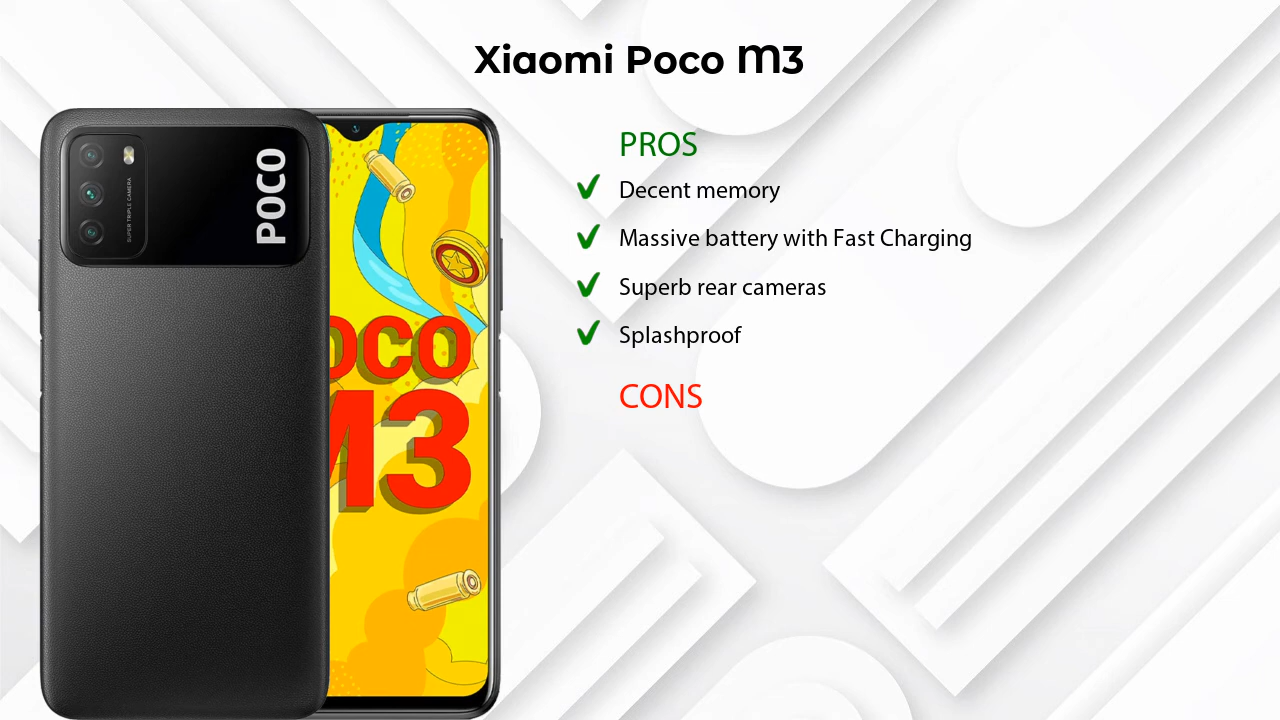 Xiaomi Poco M3
POCO
SUPER TRIPLE CAMERA
POCO
M3
PROS
Decent memory
Massive battery with Fast Charging
Superb rear cameras
Splashproof
CONS